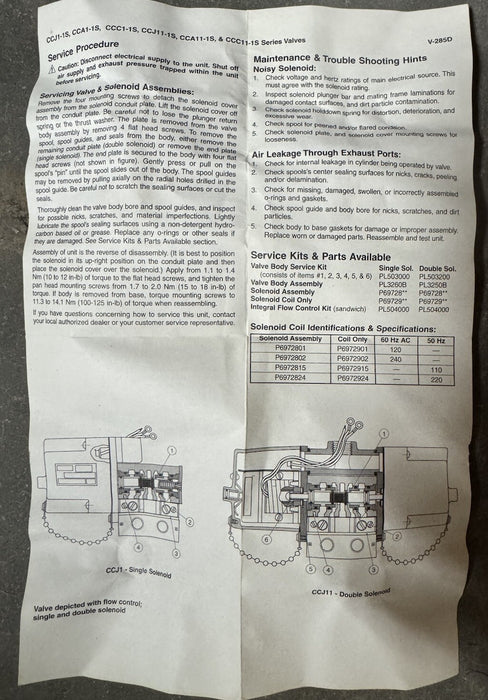 CCJ1-1S, CCA1-1S, CCC1-1S, CCJ11-1S, CCA11-1S, & CCC11-1S Series Valves
V-285D
Service Procedure
Caution: Disconnect electrical supply to the unit. Shut off
air supply and exhaust pressure trapped within the unit
before servicing.
Servicing Valve & Solenoid Assemblies:
Remove the four mounting screws to detach the solenoid cover
assembly from the solenoid conduit plate. Lift the solenoid cover off
from the conduit plate. Be careful not to lose the plunger return
spring or the thrust washer. The plate is removed from the valve
body assembly by removing 4 flat head screws. To remove the
spool, spool guides, and seals from the body, either remove the
remaining conduit plate (double solenoid) or remove the end plate
(single solenoid). The end plate is secured to the body with four flat
head screws (not shown in figure). Gently press or pull on the
spool's "pin" until the spool slides out of the body. The spool guides
may be removed by pulling axially on the radial holes drilled in the
spool guide. Be careful not to scratch the sealing surfaces or cut the
seals.
Thoroughly clean the valve body bore and spool guides, and inspect
for possible nicks, scratches, and material imperfections. Lightly
lubricate the spool's sealing surfaces using a non-detergent hydro-
carbon based oil or grease. Replace any o-rings or other seals if
they are damaged. See Service Kits & Parts Available section.
Assembly of unit is the reverse of disassembly. (It is best to position
the solenoid in its up-right position on the conduit plate and then
place the solenoid cover over the solenoid.) Apply from 1.1 to 1.4
Nm (10 to 12 in-lb) of torque to the flat head screws, and tighten the
pan head mounting screws from 1.7 to 2.0 Nm (15 to 18 in-lb) of
torque. If body is removed from base, torque mounting screws to
11.3 to 14.1 Nm (100-125 in-lb) of torque when reassembling.
If you have questions concerning how to service this unit, contact
your local authorized dealer or your customer service representative.
Maintenance & Trouble Shooting Hints
Noisy Solenoid:
1. Check voltage and hertz ratings of main electrical source. This
must agree with the solenoid rating.
2. Inspect solenoid plunger bar and mating frame laminations for
damaged contact surfaces, and dirt particle contamination.
3. Check solenoid holddown spring for distortion, deterioration, and
excessive wear.
4. Check spool for peened and/or flared condition.
5. Check solenoid plate, and solenoid cover mounting screws for
looseness.
Air Leakage Through Exhaust Ports:
1. Check for internal leakage in cylinder being operated by valve.
2. Check spools's center sealing surfaces for nicks, cracks, peeling
and/or delamination.
3. Check for missing, damaged, swollen, or incorrectly assembled
o-rings and gaskets.
4. Check spool guide and body bore for nicks, scratches, and dirt
particles.
5. Check body to base gaskets for damage or improper assembly.
Replace worn or damaged parts. Reassemble and test unit.
Service Kits & Parts Available
Valve Body Service Kit Single Sol. Double Sol.
(consists of items #1, 2, 3, 4, 5, & 6) PL503000 PL503200
Valve Body Assembly PL3250B PL3250B
Solenoid Assembly P69728** P69728**
Solenoid Coil Only P69729** P69729**
Integral Flow Control Kit (sandwich) PL504000 PL504000
Solenoid Coil Identifications & Specifications:
Solenoid Assembly Coil Only 60 Hz AC 50 Hz
P6972801 P6972901 120 —
P6972802 P6972902 240 —
P6972815 P6972915 — 110
P6972824 P6972924 — 220
1
2
3
4
CCJ1 - Single Solenoid
1
2
3
4
5
6
CCJ11 - Double Solenoid
Valve depicted with flow control;
single and double solenoid